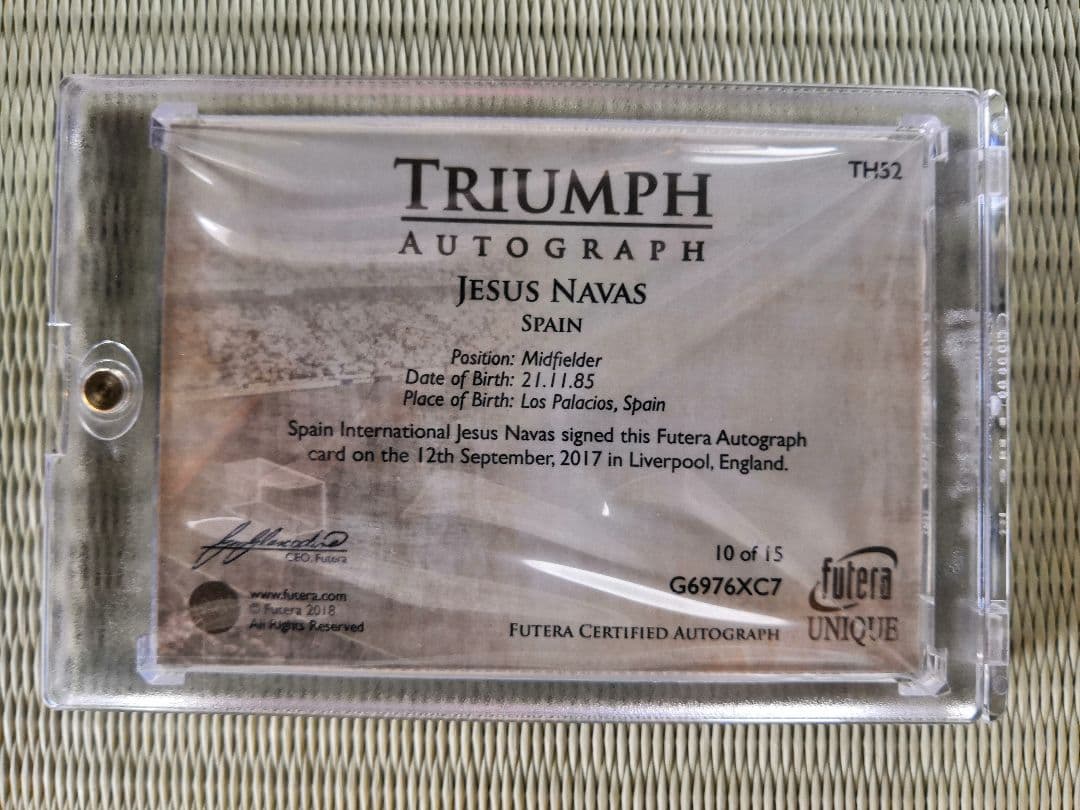 TRIUMPH
TH52
AUTOGRAPH
JESUS NAVAS
SPAIN
Position: Midfielder
Date of Birth: 21.11.85
Place of Birth: Los Palacios, Spain
Spain International Jesus Navas signed this Futera Autograph
card on the 12th September, 2017 in Liverpool, England.
CEO, Futera
10 of 15
G6976XC7
www.futera.com
© Futera 2018
All Rights Reserved
FUTERA CERTIFIED AUTOGRAPH
futera
UNIQUE